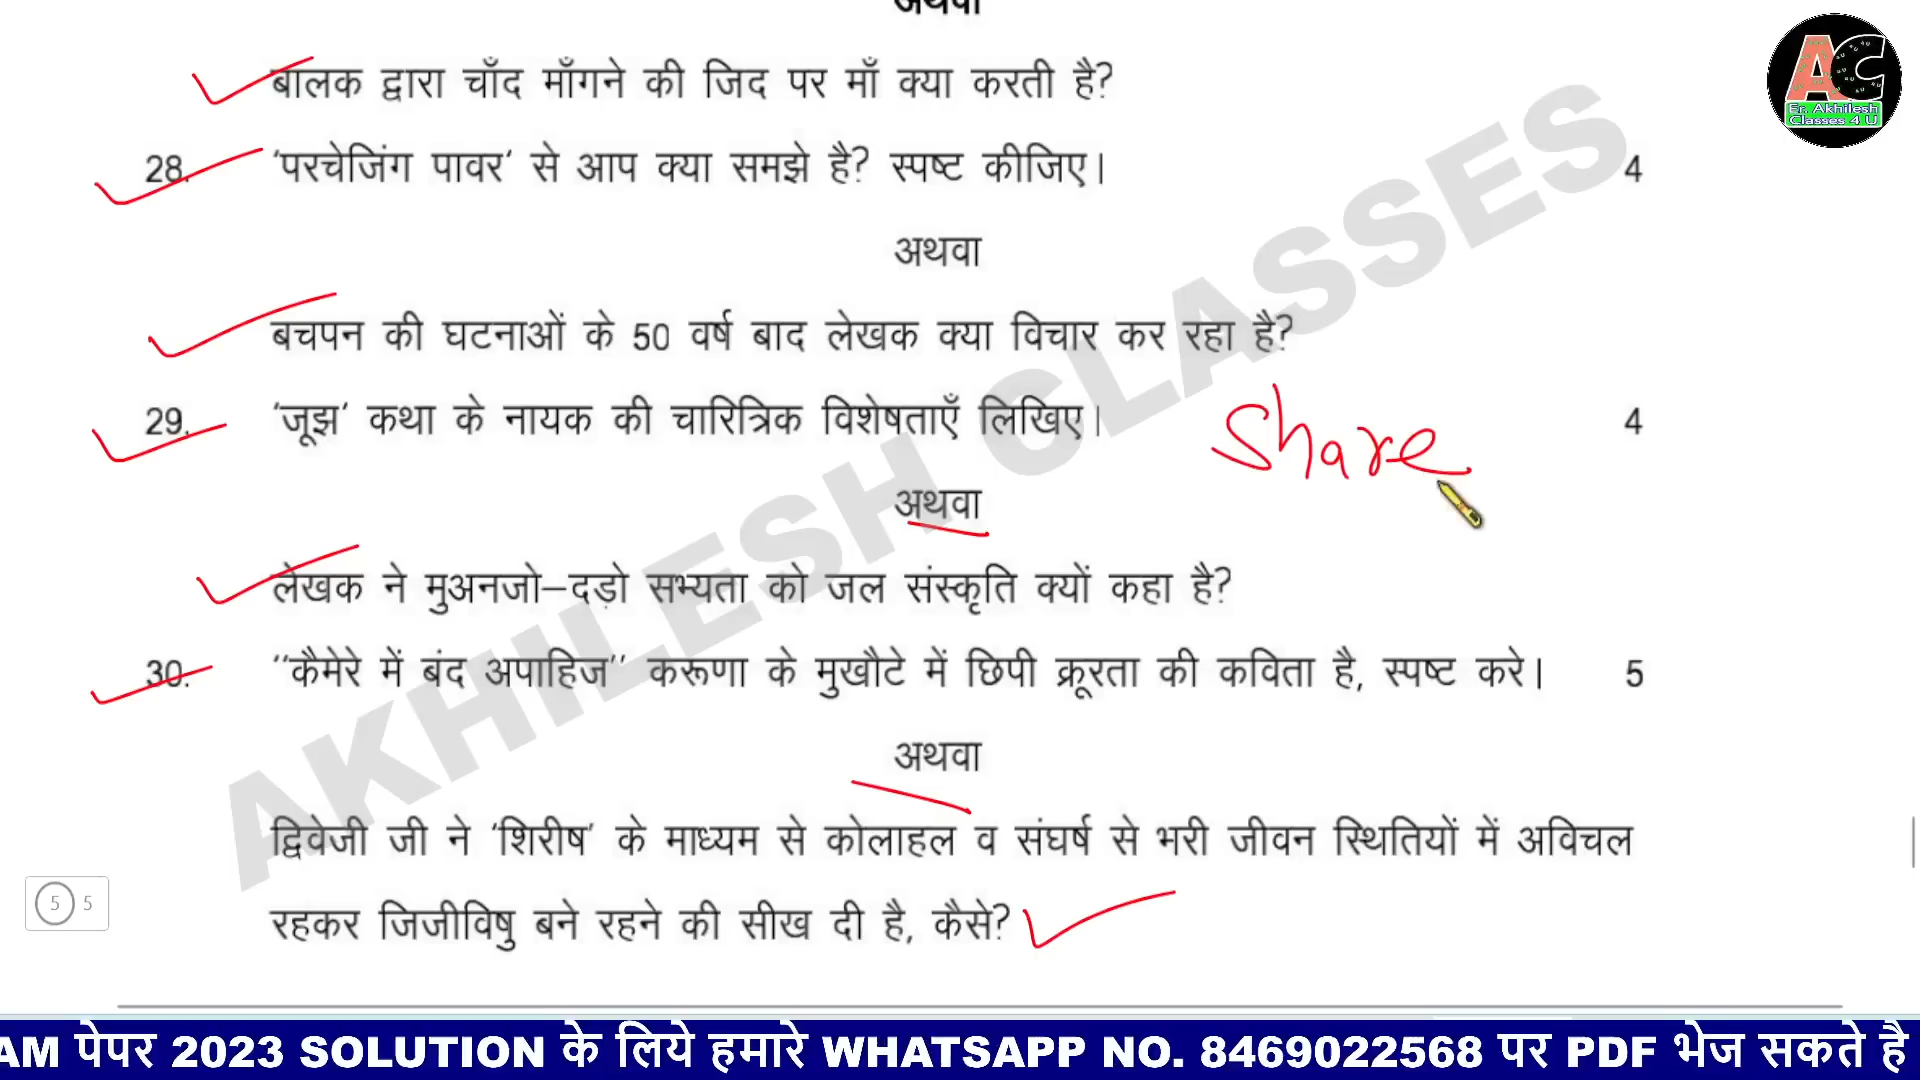 अथवा
बालक द्वारा चाँद माँगने की जिद पर माँ क्या करती है?
28. 'परचेजिंग पावर' से आप क्या समझे है? स्पष्ट कीजिए। 4
अथवा
बचपन की घटनाओं के 50 वर्ष बाद लेखक क्या विचार कर रहा है?
29. 'जूझ' कथा के नायक की चारित्रिक विशेषताएँ लिखिए। 4
Share
अथवा
लेखक ने मुअनजो–दड़ो सभ्यता को जल संस्कृति क्यों कहा है?
30. ''कैमेरे में बंद अपाहिज'' करूणा के मुखौटे में छिपी क्रूरता की कविता है, स्पष्ट करे। 5
अथवा
द्विवेजी जी ने 'शिरीष' के माध्यम से कोलाहल व संघर्ष से भरी जीवन स्थितियों में अविचल
रहकर जिजीविषु बने रहने की सीख दी है, कैसे?
5 5
AKHILESH CLASSES
AC
Er. Akhilesh
Classes 4 U
AM पेपर 2023 SOLUTION के लिये हमारे WHATSAPP NO. 8469022568 पर PDF भेज सकते है